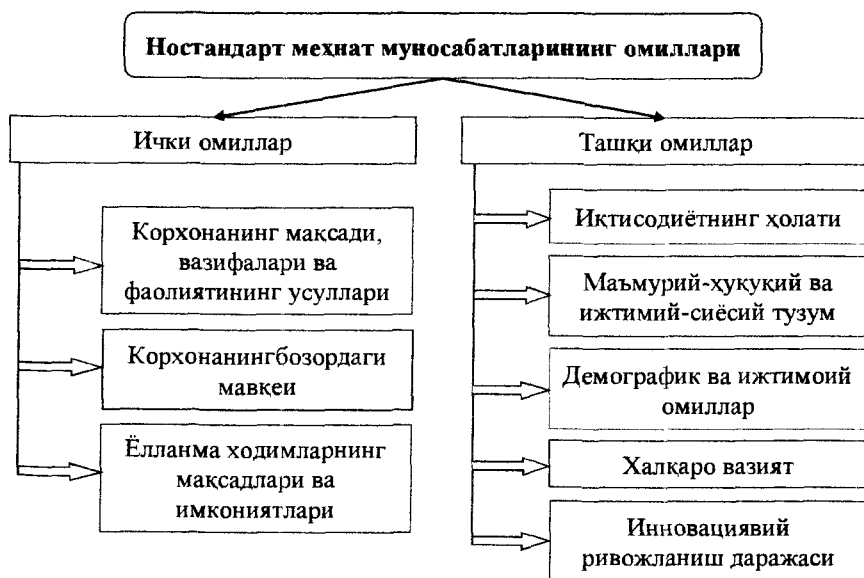 Ностандарт меҳнат муносабатларининг омиллари
Ички омиллар
Корхонанинг мақсади,
вазифалари ва
фаолиятининг усуллари
Корхонанингбозордаги
мавқеи
Ёлланма ходимларнинг
мақсадлари ва
имкониятлари
Ташқи омиллар
Иқтисодиётнинг ҳолати
Маъмурий-ҳуқуқий ва
ижтимий-сиёсий тузум
Демографик ва ижтимоий
омиллар
Халқаро вазият
Инновациявий
ривожланиш даражаси